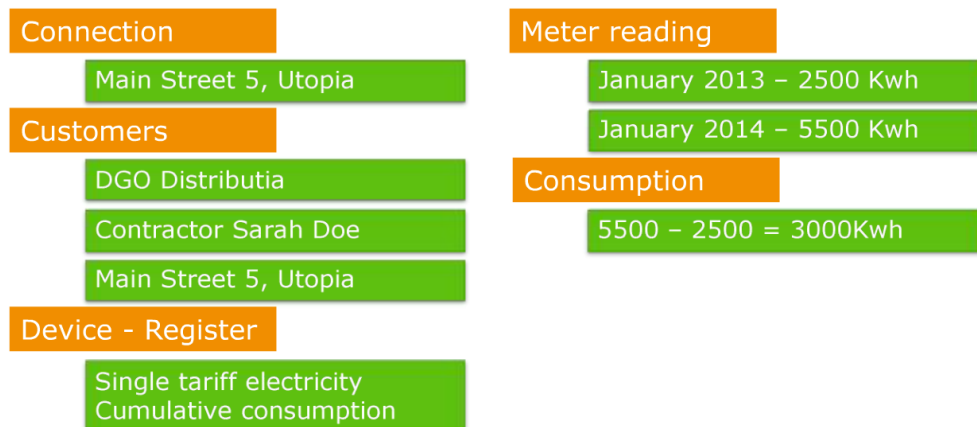 Connection
Main Street 5, Utopia
Customers
DGO Distributia
Contractor Sarah Doe
Main Street 5, Utopia
Device - Register
Single tariff electricity
Cumulative consumption
Meter reading
January 2013 – 2500 Kwh
January 2014 – 5500 Kwh
Consumption
5500 – 2500 = 3000Kwh